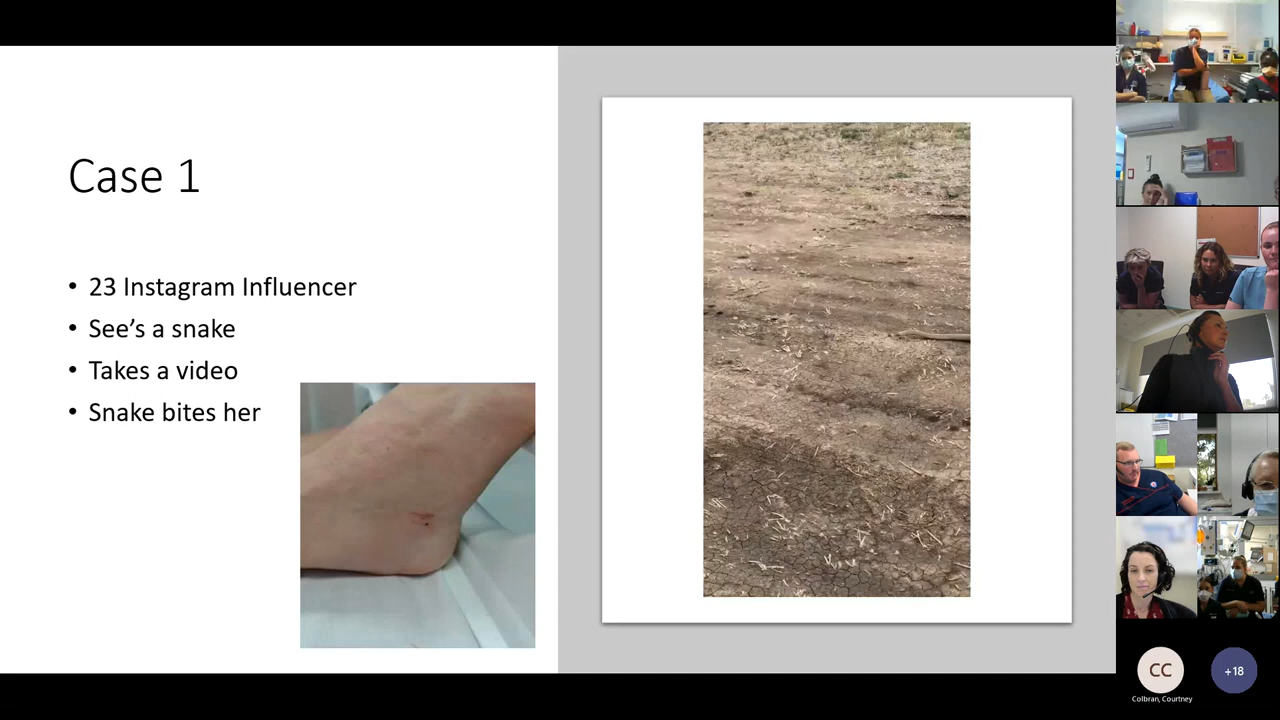 Case 1
• 23 Instagram Influencer
• See's a snake
• Takes a video
• Snake bites her
CC
+18
Colbran, Courtney